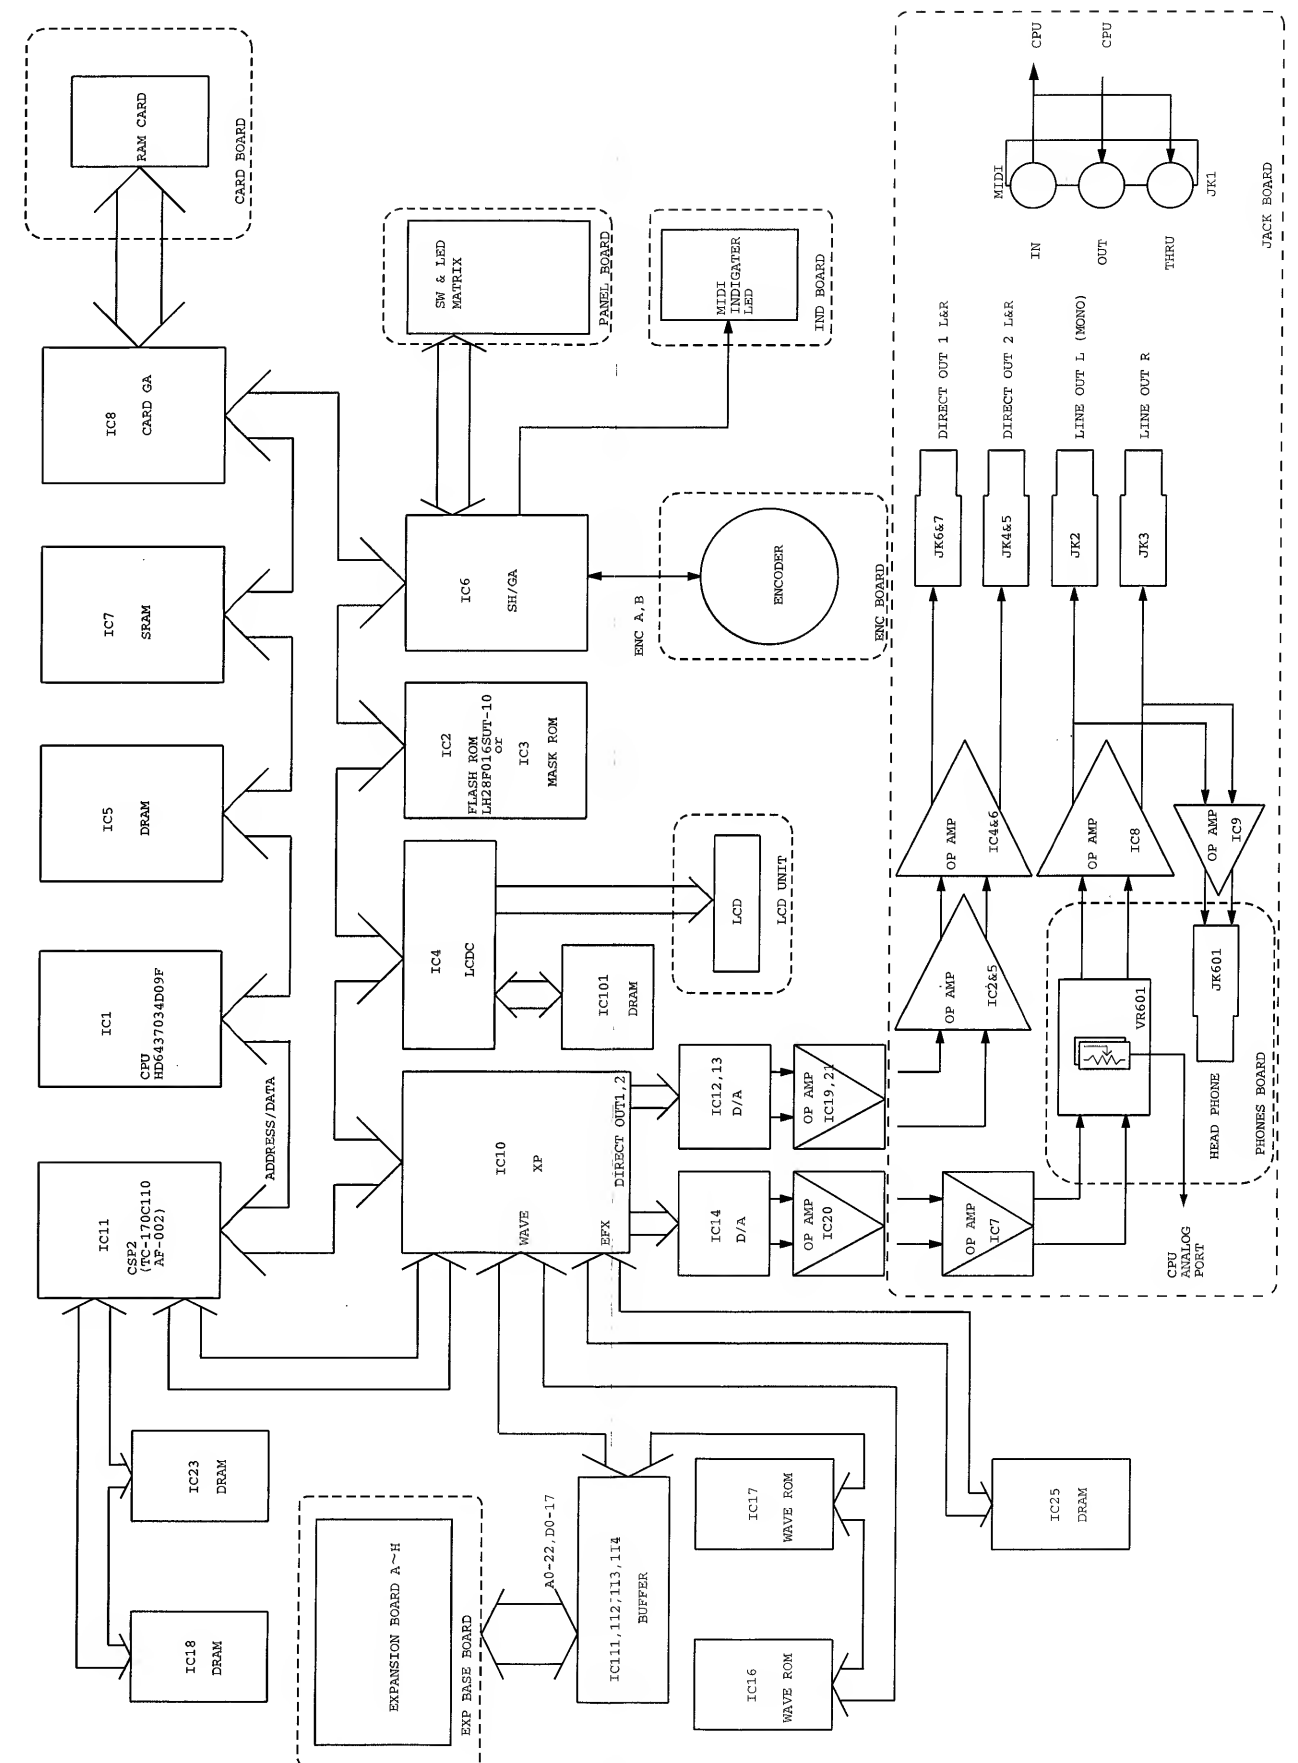 RAM CARD
CARD BOARD
IC8
CARD GA
IC7
SRAM
IC5
DRAM
IC1
CPU
HD6437034D09F
IC11
CSP2
(TC-170C110
AF-002)
ADDRESS/DATA
SW & LED
MATRIX
PANEL BOARD
MIDI
INDIGATER
LED
IND BOARD
IC6
SH/GA
ENC A,B
ENCODER
ENC BOARD
IC2
FLASH ROM
LH28F016SUT-10
or
IC3
MASK ROM
IC4
LCDC
LCD
LCD UNIT
IC101
DRAM
IC10
XP
WAVE
DIRECT OUT1,2
EFX
IC12,13
D/A
OP AMP
IC19,21
IC14
D/A
OP AMP
IC20
IC23
DRAM
IC18
DRAM
EXPANSION BOARD A~H
EXP BASE BOARD
A0-22,D0-17
IC111,112,113,114
BUFFER
IC17
WAVE ROM
IC16
WAVE ROM
IC25
DRAM
CPU
CPU
MIDI
JK1
IN
OUT
THRU
JACK BOARD
DIRECT OUT 1 L&R
DIRECT OUT 2 L&R
LINE OUT L (MONO)
LINE OUT R
JK6&7
JK4&5
JK2
JK3
OP AMP
IC4&6
OP AMP
IC8
OP AMP
IC9
OP AMP
IC2&5
VR601
JK601
HEAD PHONE
PHONES BOARD
OP AMP
IC7
CPU
ANALOG
PORT